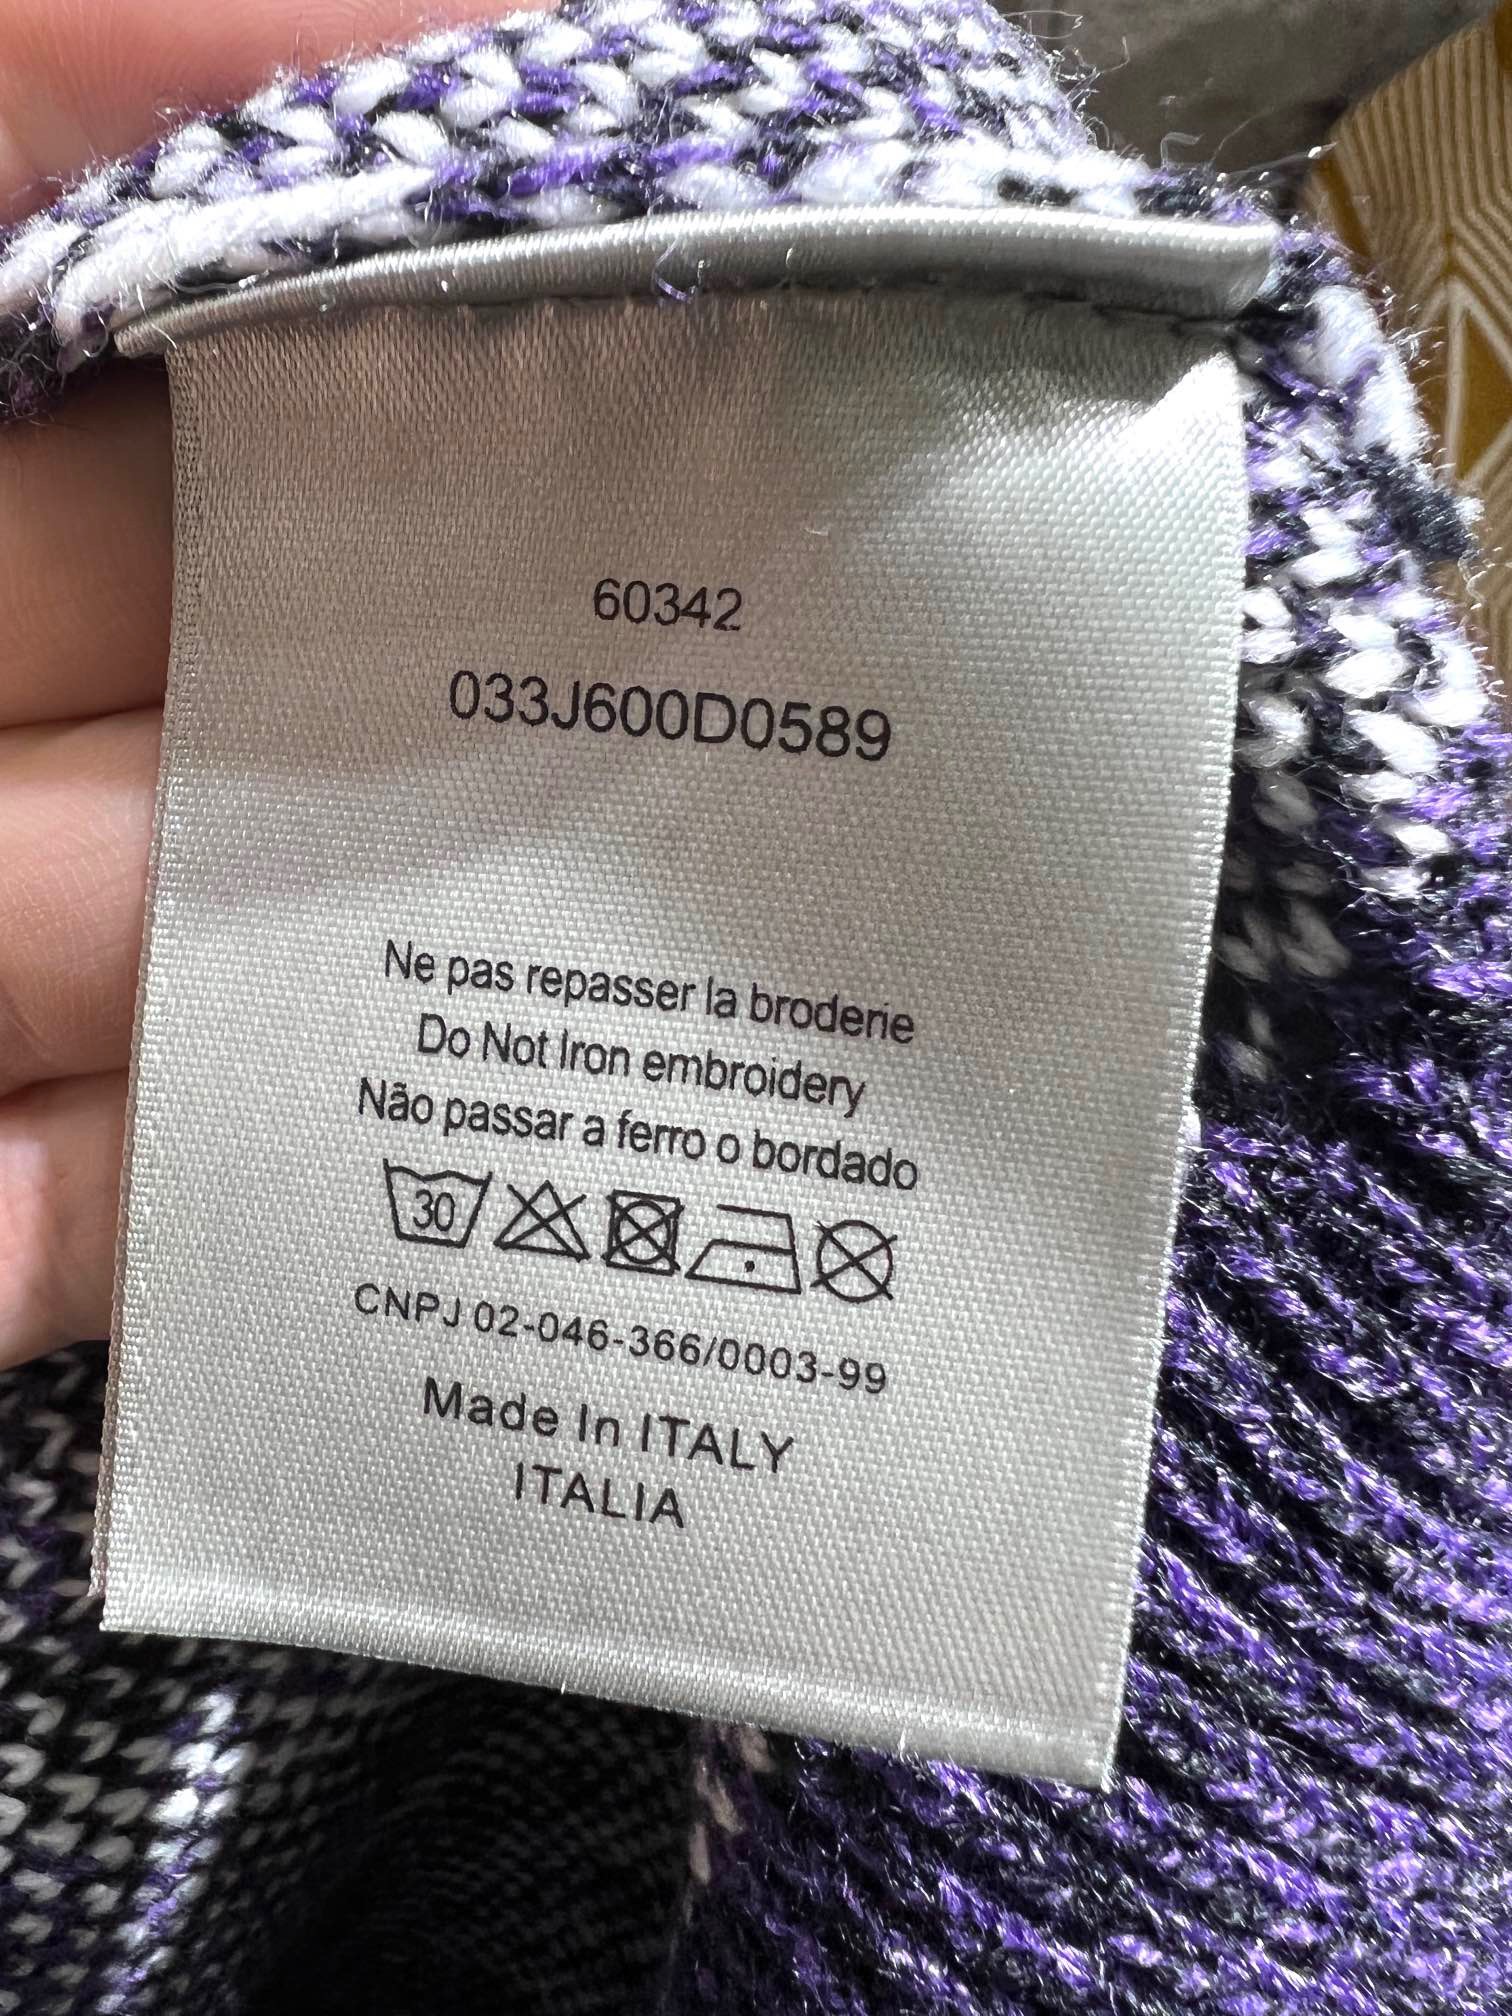 60342
033J600D0589
Ne pas repasser la broderie
Do Not Iron embroidery
Não passar a ferro o bordado
30
CNPJ 02-046-366/0003-99
Made In ITALY
ITALIA